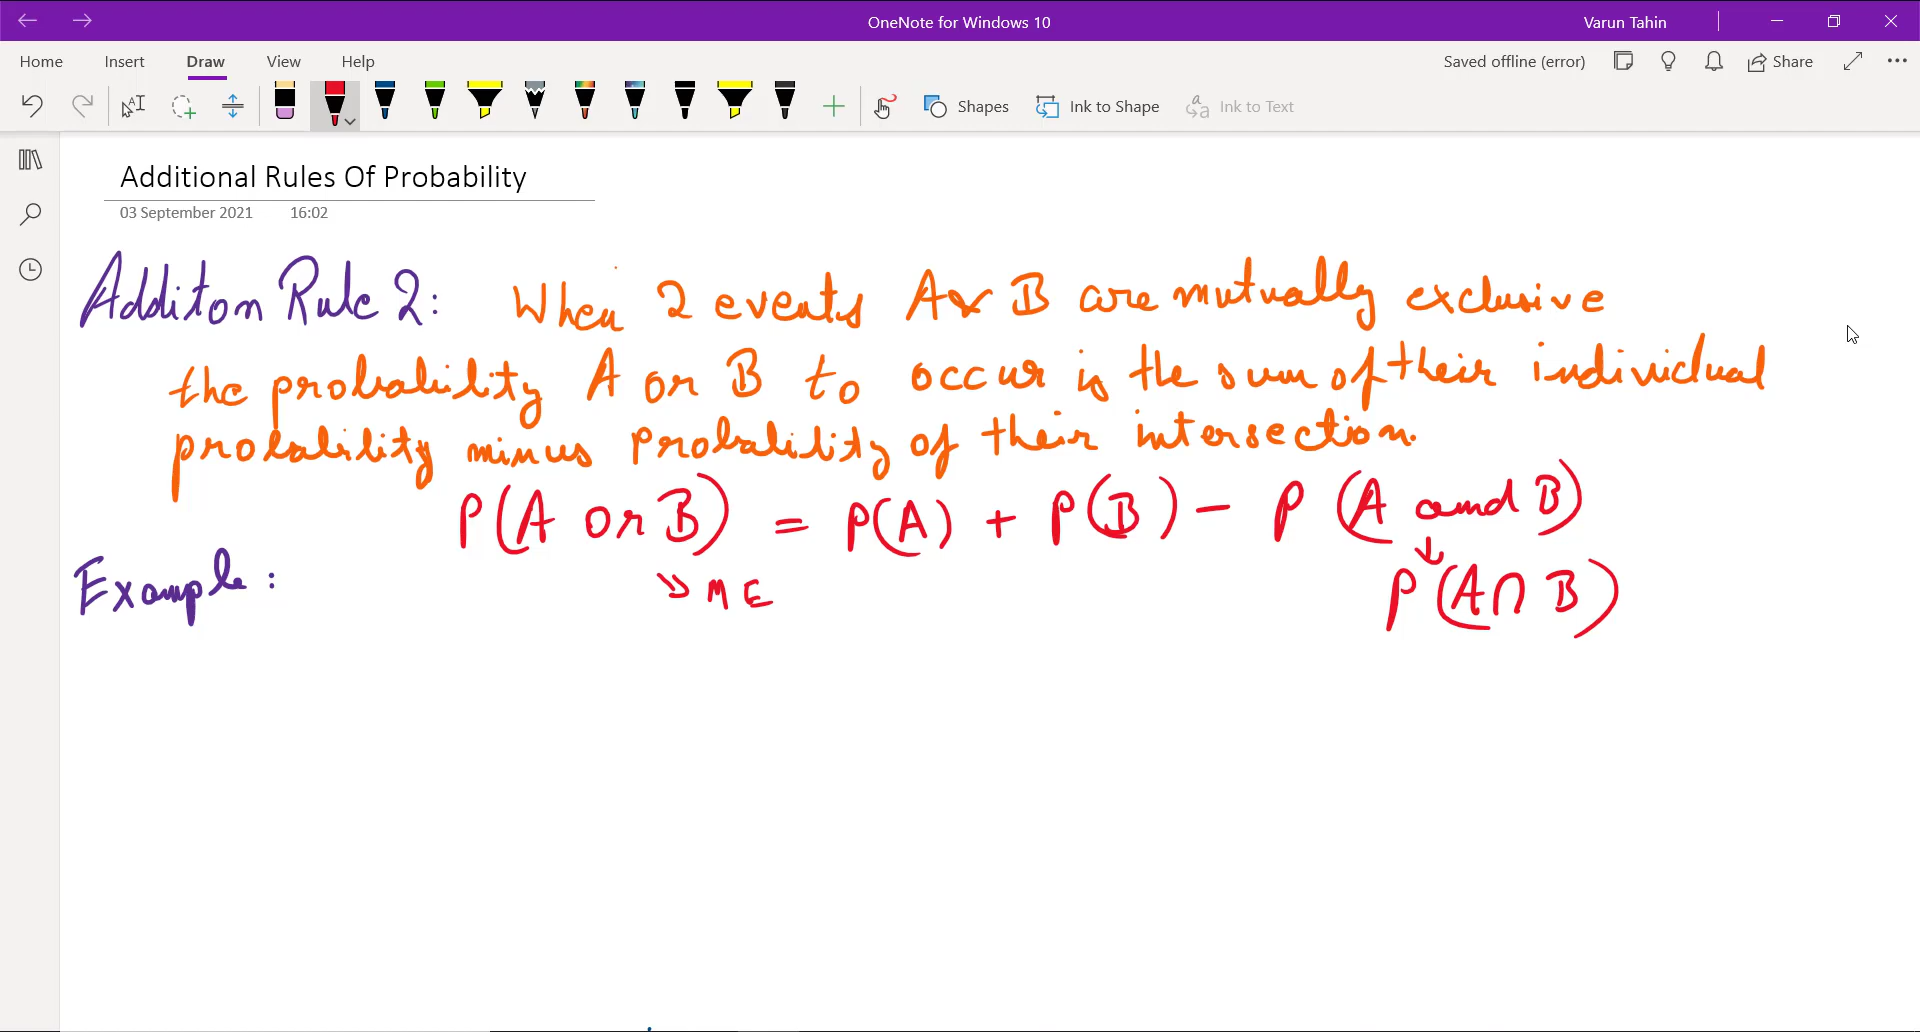 OneNote for Windows 10
Varun Tahin
Home Insert Draw View Help
Saved offline (error) Share
Shapes Ink to Shape Ink to Text
Additional Rules Of Probability
03 September 2021 16:02
Additon Rule 2: When 2 events A & B are mutually exclusive
the probability A or B to occur is the sum of their individual
probability minus probability of their intersection.
P(A or B) = P(A) + P(B) - P (A and B)
↓
Example: >> M E P(A∩B)